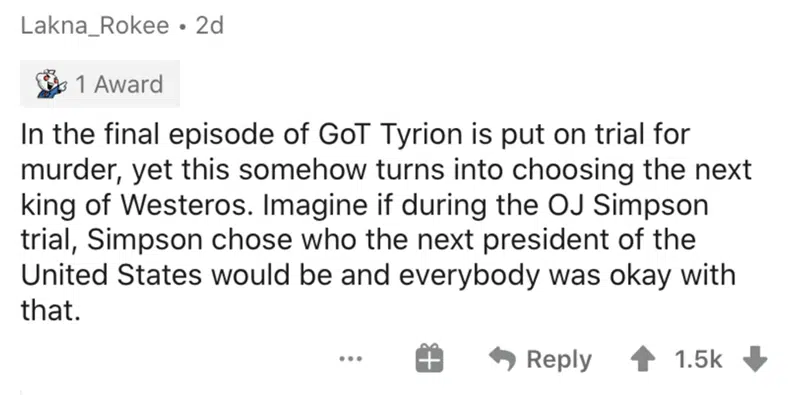 Lakna_Rokee • 2d
1 Award
In the final episode of GoT Tyrion is put on trial for
murder, yet this somehow turns into choosing the next
king of Westeros. Imagine if during the OJ Simpson
trial, Simpson chose who the next president of the
United States would be and everybody was okay with
that.
... Reply 1.5k